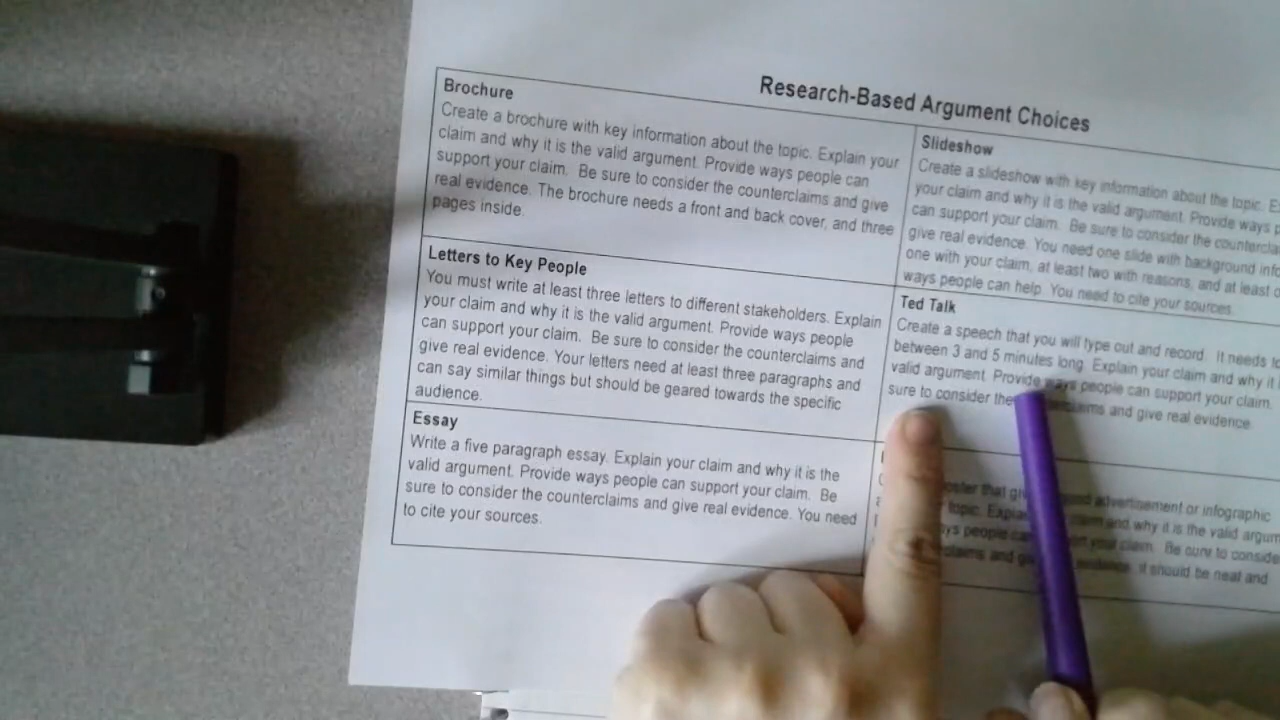 Research-Based Argument Choices
Brochure
Create a brochure with key information about the topic. Explain your
claim and why it is the valid argument. Provide ways people can
support your claim. Be sure to consider the counterclaims and give
real evidence. The brochure needs a front and back cover, and three
pages inside.
Slideshow
Create a slideshow with key information about the topic.
your claim and why it is the valid argument. Provide ways
can support your claim. Be sure to consider the
give real evidence. You need one slide with background
one with your claim, at least two with reasons, and at least
ways people can help. You need to cite your sources.
Letters to Key People
You must write at least three letters to different stakeholders. Explain
your claim and why it is the valid argument. Provide ways people
can support your claim. Be sure to consider the counterclaims and
give real evidence. Your letters need at least three paragraphs and
can say similar things but should be geared towards the specific
audience.
Ted Talk
Create a speech that you will type out and record. It needs
between 3 and 5 minutes long. Explain your claim and why it
valid argument. Provide ways people can support your claim.
sure to consider the and give real evidence.
Essay
Write a five paragraph essay. Explain your claim and why it is the
valid argument. Provide ways people can support your claim. Be
sure to consider the counterclaims and give real evidence. You need
to cite your sources.
that advertisement or infographic
topic. and why it is the valid
people claim. Be sure to
and it should be neat and